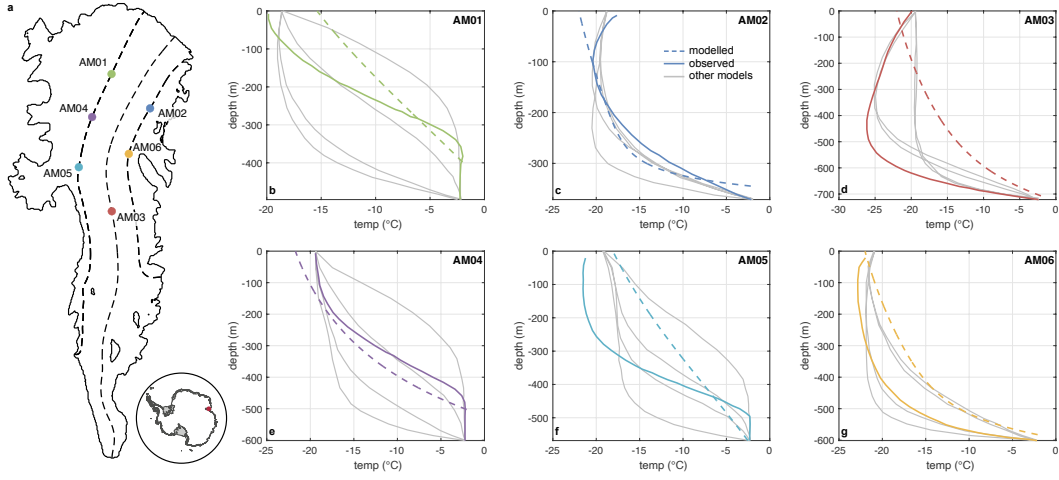 a
AM01
AM04
AM02
AM06
AM05
AM03
AM01
0
-100
-200
-300
-400
depth (m)
b
-20
-15
-10
-5
0
temp (°C)
AM02
modelled
observed
other models
0
-100
-200
-300
depth (m)
c
-25
-20
-15
-10
-5
0
temp (°C)
AM03
0
-100
-200
-300
-400
-500
-600
-700
depth (m)
d
-30
-25
-20
-15
-10
-5
0
temp (°C)
AM04
0
-100
-200
-300
-400
-500
-600
depth (m)
e
-25
-20
-15
-10
-5
0
temp (°C)
AM05
0
-100
-200
-300
-400
-500
depth (m)
f
-25
-20
-15
-10
-5
0
temp (°C)
AM06
0
-100
-200
-300
-400
-500
-600
depth (m)
g
-25
-20
-15
-10
-5
0
temp (°C)